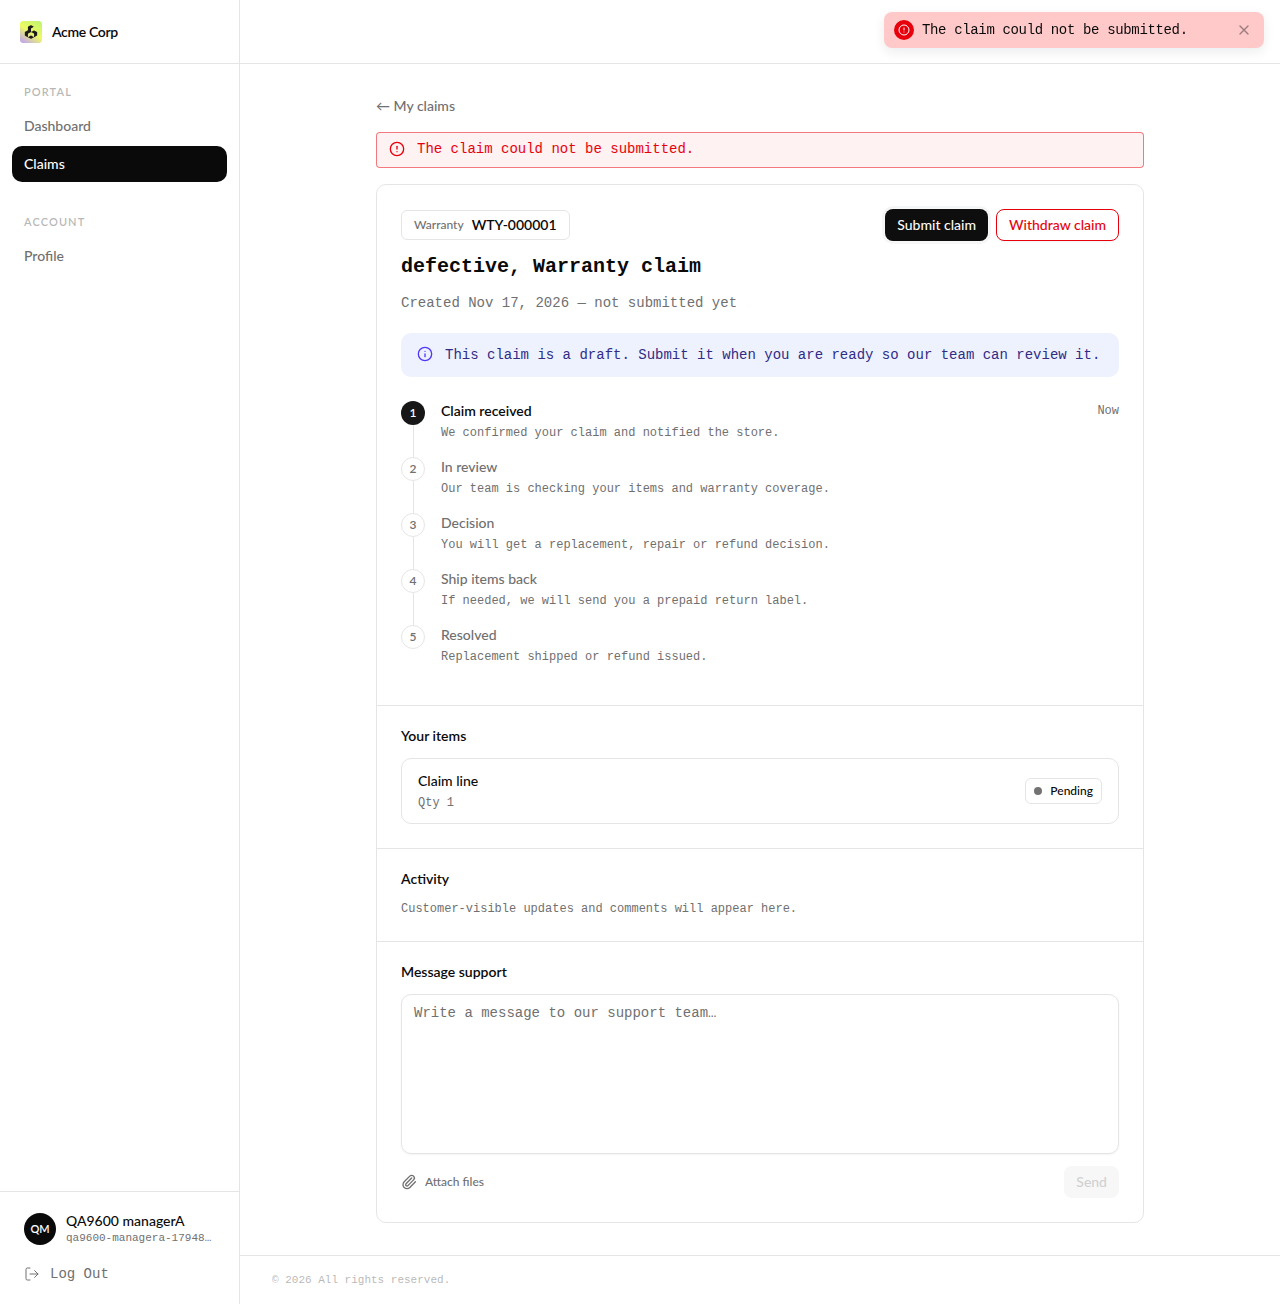 Acme Corp
The claim could not be submitted.
PORTAL
Dashboard
Claims
ACCOUNT
Profile
← My claims
The claim could not be submitted.
Warranty WTY-000001
Submit claim
Withdraw claim
defective, Warranty claim
Created Nov 17, 2026 — not submitted yet
This claim is a draft. Submit it when you are ready so our team can review it.
1 Claim received Now
We confirmed your claim and notified the store.
2 In review
Our team is checking your items and warranty coverage.
3 Decision
You will get a replacement, repair or refund decision.
4 Ship items back
If needed, we will send you a prepaid return label.
5 Resolved
Replacement shipped or refund issued.
Your items
Claim line
Qty 1
Pending
Activity
Customer-visible updates and comments will appear here.
Message support
Write a message to our support team…
Attach files
Send
QM
QA9600 managerA
qa9600-managera-17948…
Log Out
© 2026 All rights reserved.